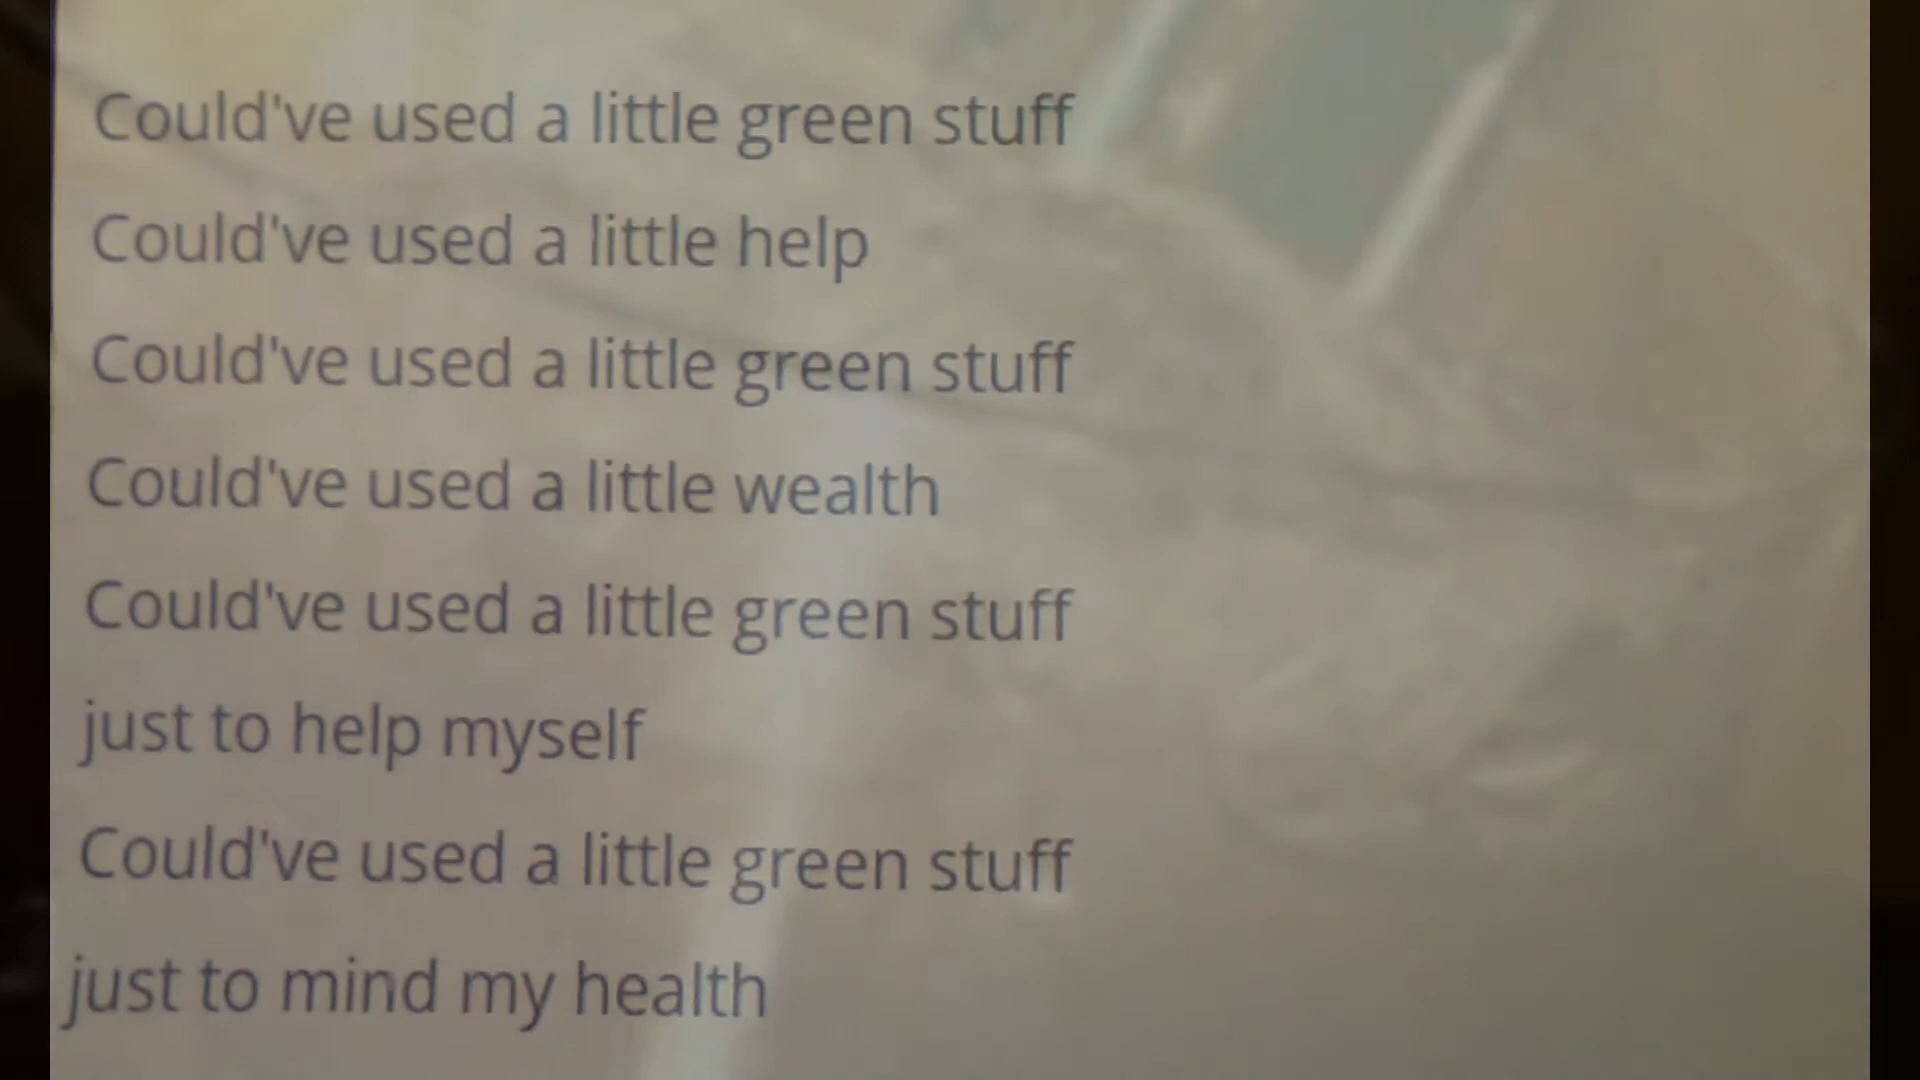 Could've used a little green stuff
Could've used a little help
Could've used a little green stuff
Could've used a little wealth
Could've used a little green stuff
just to help myself
Could've used a little green stuff
just to mind my health